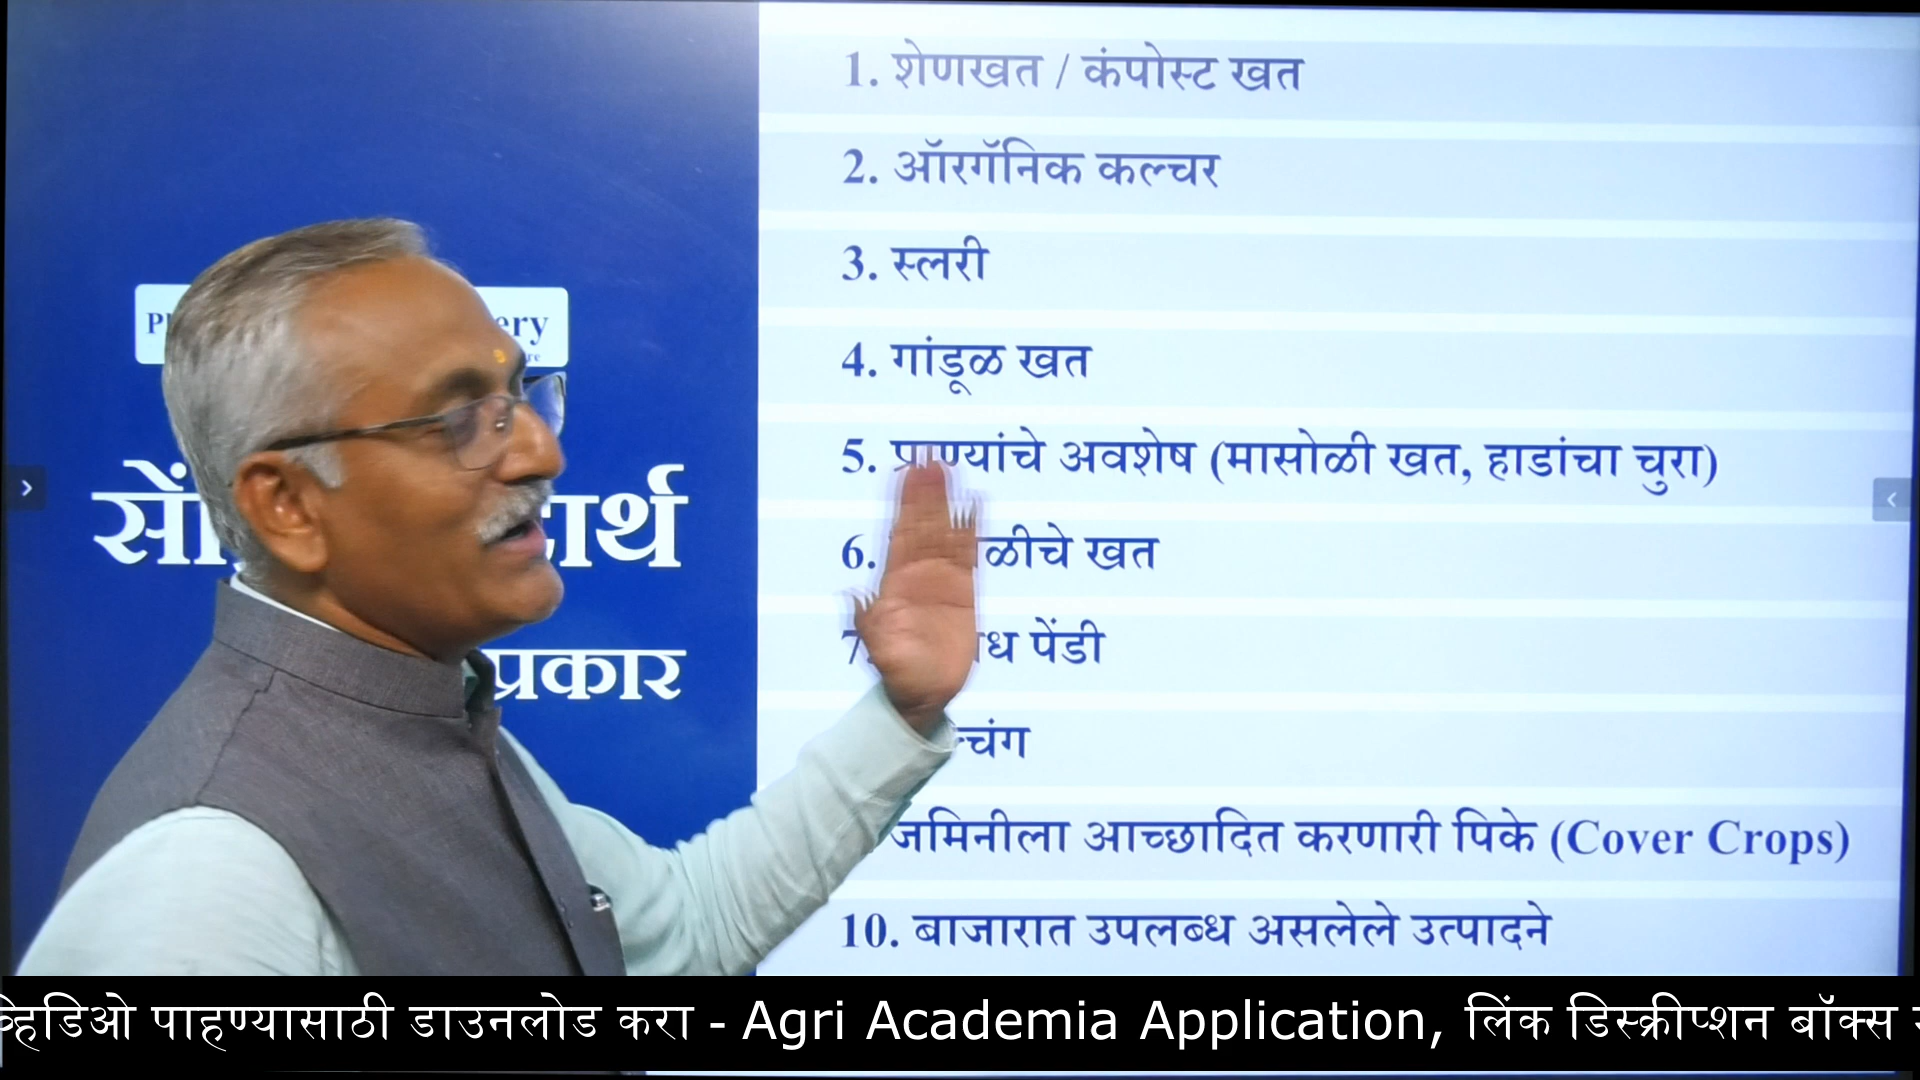 1. शेणखत / कंपोस्ट खत
2. ऑरगॅनिक कल्चर
3. स्लरी
4. गांडूळ खत
5. प्राण्यांचे अवशेष (मासोळी खत, हाडांचा चुरा)
6. खत
पेंडी
जमिनीला आच्छादित करणारी पिके (Cover Crops)
10. बाजारात उपलब्ध असलेले उत्पादने
प्रकार
व्हिडिओ पाहण्यासाठी डाउनलोड करा - Agri Academia Application, लिंक डिस्क्रीप्शन बॉक्स